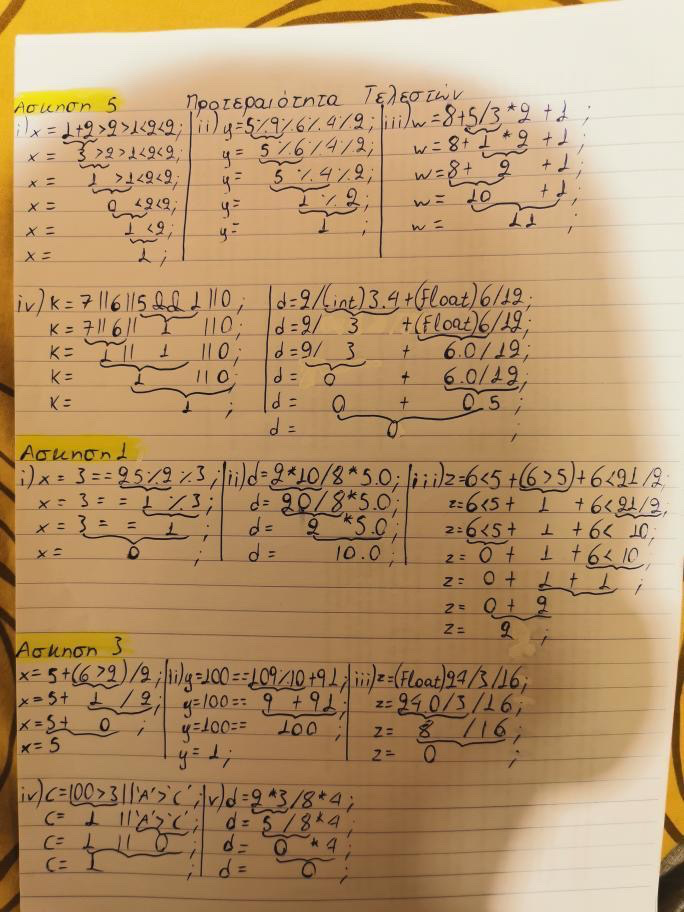 Προτεραιότητα Τελεστών
Άσκηση 5
i) x = 1+2>2>1<2<2;
x = 3 >2>1<2<2;
x = 1 >1<2<2;
x = 0 <2<2;
x = 1 <2;
x = 1 ;
ii) y=5%9%6%4%2;
y= 5%6%4%2;
y= 5 %4%2;
y= 1 % 2;
y= 1 ;
iii) w=8+5/3*2 +1 ;
w=8+ 1 *2 +1 ;
w=8+ 2 +1 ;
w= 10 +1 ;
w= 11 ;
iv) K= 7||6||5&&1||0;
K= 7||6|| 1 ||0;
K= 1 || 1 ||0;
K= 1 ||0;
K= 1 ;
d=2/(int)3.4+(float)6/12;
d=2/ 3 +(float)6/12;
d=2/ 3 + 6.0/12;
d= 0 + 6.0/12;
d= 0 + 0.5 ;
d= 0 ;
Άσκηση 1
i) x = 3 == 25%2%3;
x = 3 = = 1 % 3;
x = 3 = = 1 ;
x = 0 ;
ii) d=2*10/8*5.0;
d= 20/8*5.0;
d= 2 *5.0;
d= 10.0 ;
iii) z=6<5+(6>5)+6<21/2;
z=6<5+ 1 +6<21/2;
z=6<5+ 1 +6< 10;
z= 0 + 1 +6< 10;
z= 0 + 1 + 1 ;
z= 0 + 2
z= 2 ;
Άσκηση 3
x= 5+(6>2)/2;
x=5+ 1 /2;
x=5+ 0 ;
x=5
ii) y=100==109%10+91;
y=100== 9 +91;
y=100== 100 ;
y= 1;
iii) z=(float)24/3/16;
z=24.0/3/16;
z= 8 /16;
z= 0 ;
iv) C=100>3||'A'>'C';
C= 1 ||'A'>'C';
C= 1 || 0 ;
C= 1 ;
v) d=2*3/8*4;
d= 5 /8*4;
d= 0 *4;
d= 0 ;